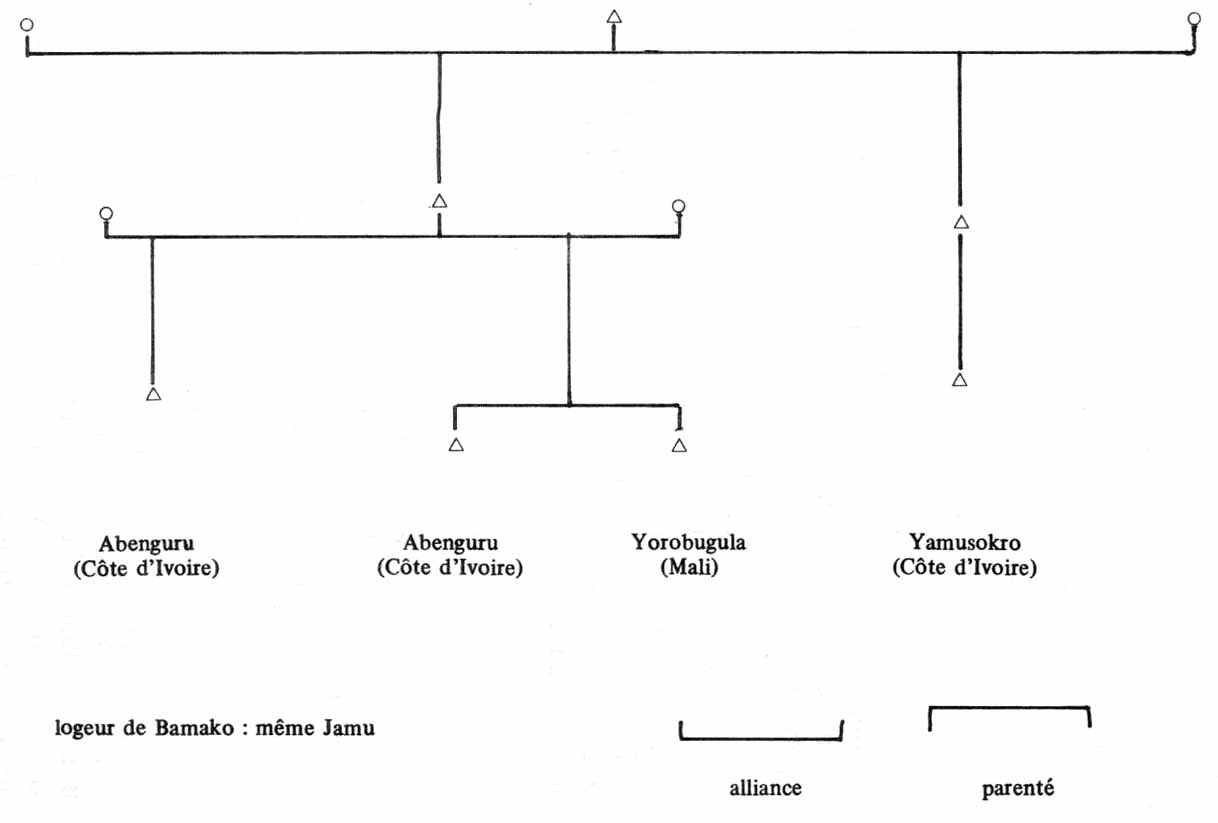 Abenguru
(Côte d'Ivoire)
Abenguru
(Côte d'Ivoire)
Yorobugula
(Mali)
Yamusokro
(Côte d'Ivoire)
logeur de Bamako : même Jamu
alliance
parenté